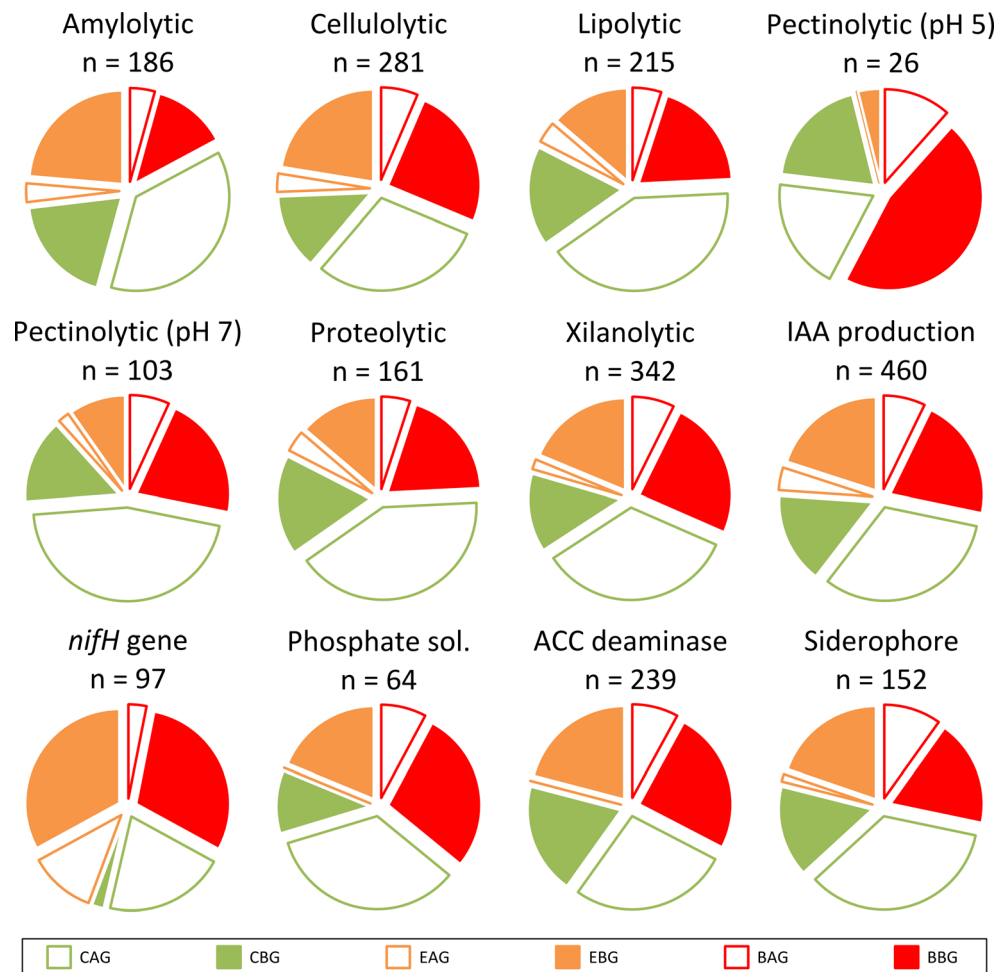 Amylolytic
n = 186
Cellulolytic
n = 281
Lipolytic
n = 215
Pectinolytic (pH 5)
n = 26
Pectinolytic (pH 7)
n = 103
Proteolytic
n = 161
Xilanolytic
n = 342
IAA production
n = 460
nifH gene
n = 97
Phosphate sol.
n = 64
ACC deaminase
n = 239
Siderophore
n = 152
CAG CBG EAG EBG BAG BBG